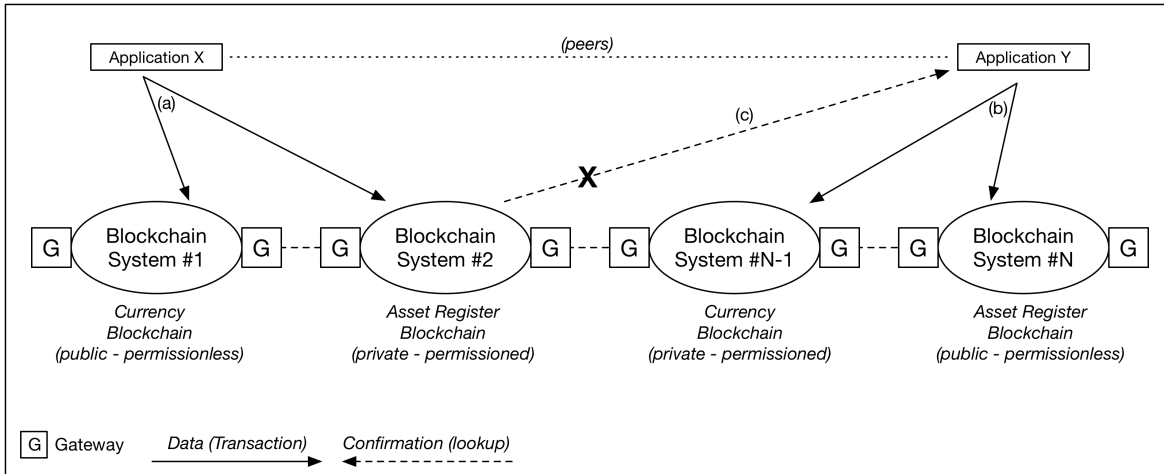 (peers)
Application X
Application Y
(a)
(c)
(b)
X
G
Blockchain
System #1
G
G
Blockchain
System #2
G
G
Blockchain
System #N-1
G
G
Blockchain
System #N
G
Currency
Blockchain
(public - permissionless)
Asset Register
Blockchain
(private - permissioned)
Currency
Blockchain
(private - permissioned)
Asset Register
Blockchain
(public - permissionless)
G Gateway
Data (Transaction)
Confirmation (lookup)